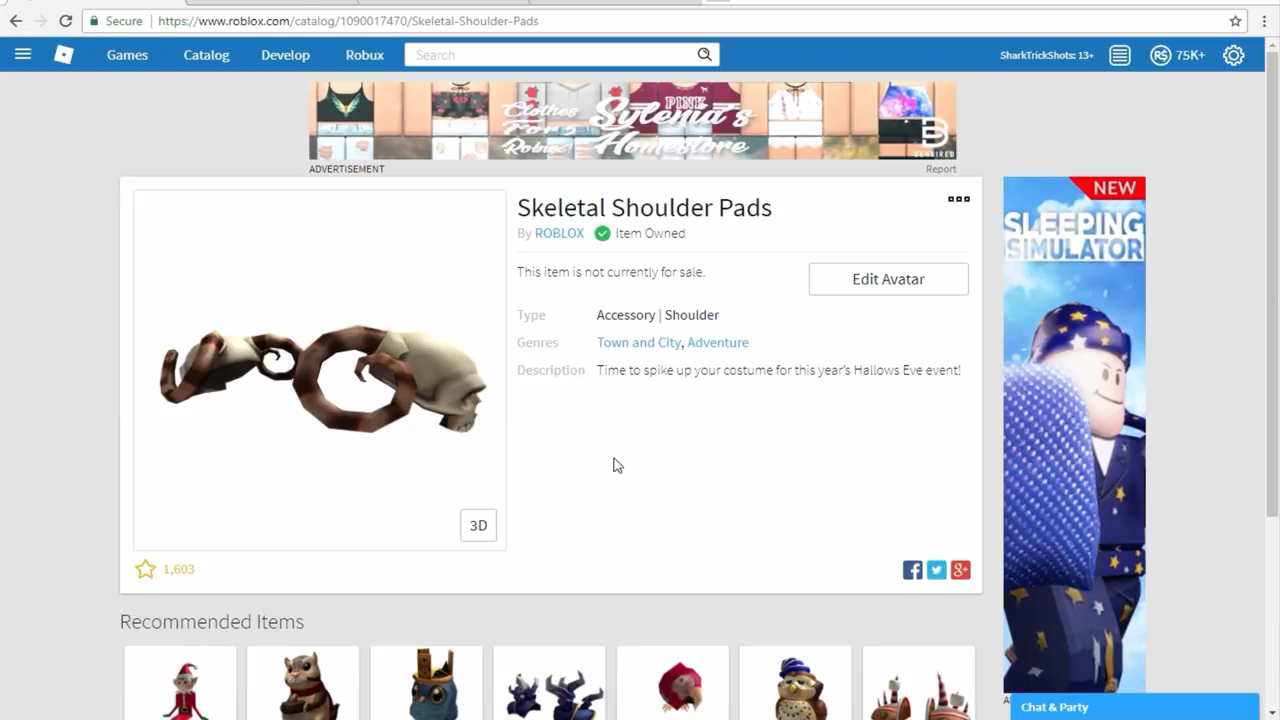 Secure https://www.roblox.com/catalog/1090017470/Skeletal-Shoulder-Pads
Games Catalog Develop Robux Search SharkTrickShots: 13+ R$ 75K+
Clothes For 5 Robux! PINK Sylema's Homestore
ADVERTISEMENT Report
Skeletal Shoulder Pads
By ROBLOX Item Owned
This item is not currently for sale. Edit Avatar
Type Accessory | Shoulder
Genres Town and City, Adventure
Description Time to spike up your costume for this year's Hallows Eve event!
3D
1,603
NEW
SLEEPING
SIMULATOR
Recommended Items
Chat & Party